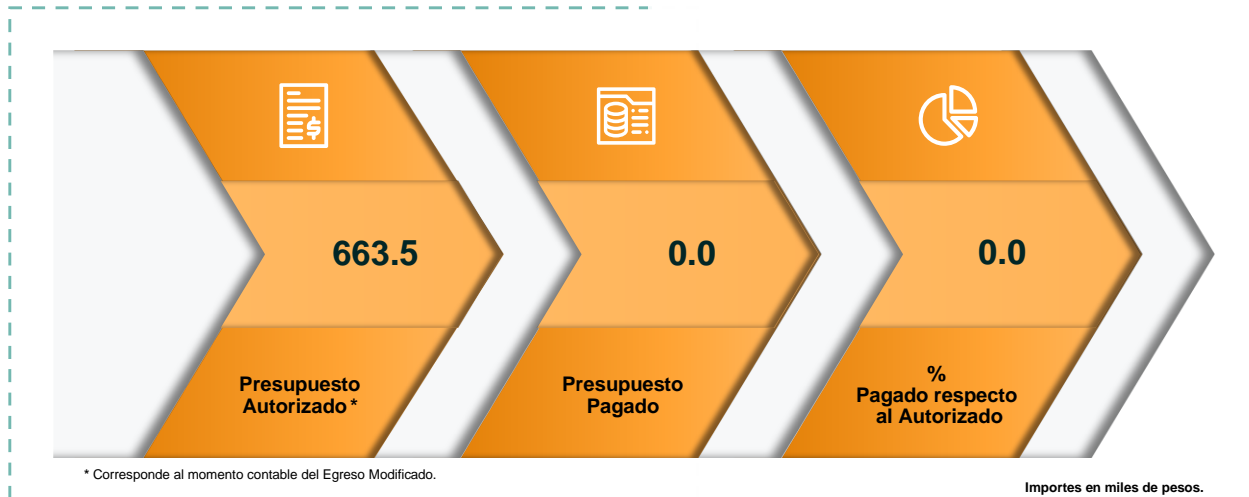 663.5
0.0
0.0
Presupuesto
Autorizado *
Presupuesto
Pagado
%
Pagado respecto
al Autorizado
* Corresponde al momento contable del Egreso Modificado.
Importes en miles de pesos.